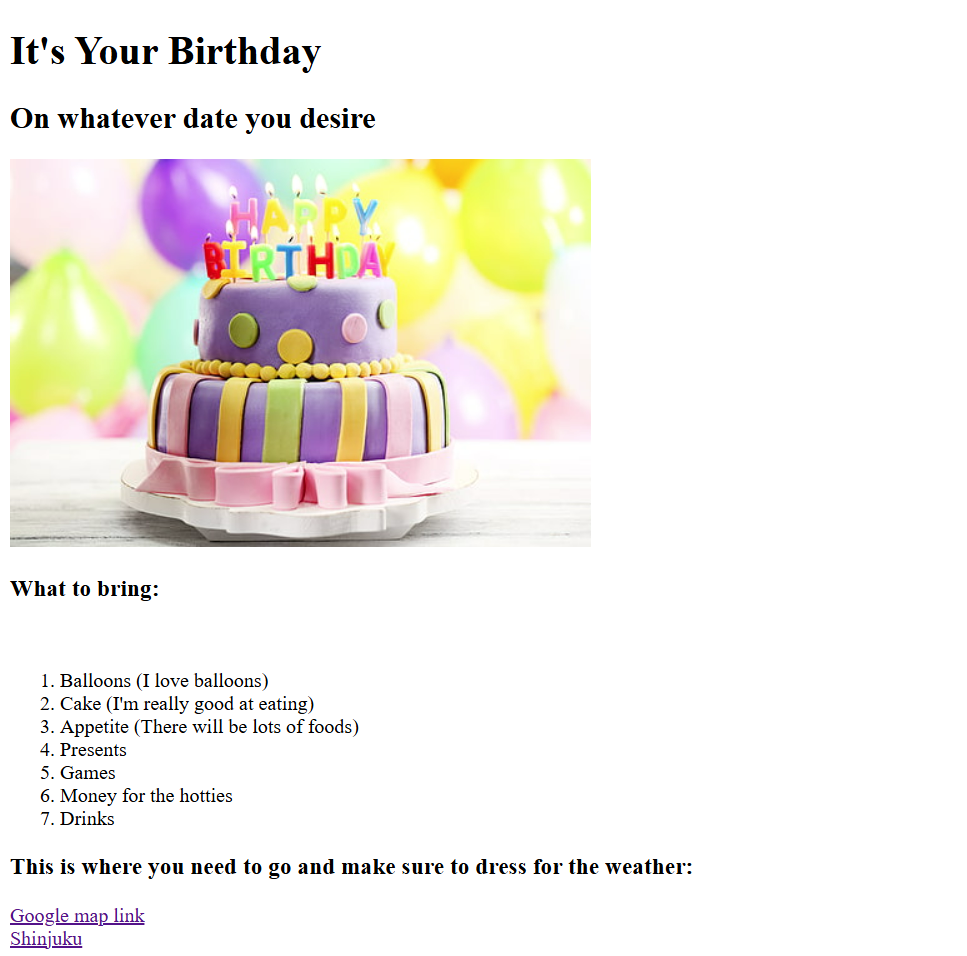 It's Your Birthday
On whatever date you desire
HAPPY
BIRTHDAY
What to bring:
1. Balloons (I love balloons)
2. Cake (I'm really good at eating)
3. Appetite (There will be lots of foods)
4. Presents
5. Games
6. Money for the hotties
7. Drinks
This is where you need to go and make sure to dress for the weather:
Google map link
Shinjuku